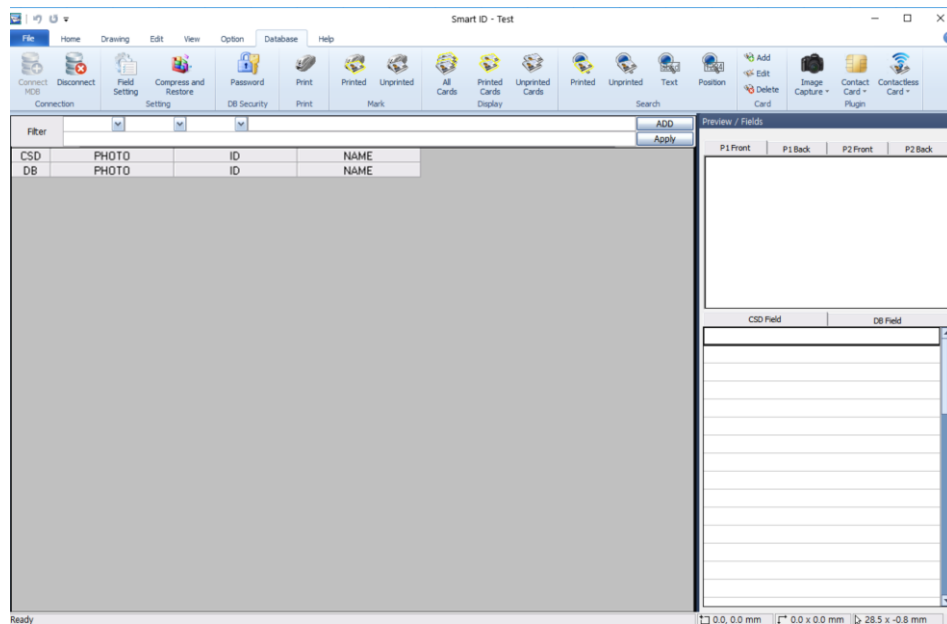 Smart ID - Test
File Home Drawing Edit View Option Database Help
Connect MDB Disconnect Field Setting Compress and Restore Password Print Printed Unprinted All Cards Printed Cards Unprinted Cards Printed Unprinted Text Position Add Image Capture Contact Card Contactless Card
Edit
Delete
Connection Setting DB Security Print Mark Display Search Card Plugin
Filter ADD
Apply
Preview / Fields
P1 Front P1 Back P2 Front P2 Back
CSD PHOTO ID NAME
DB PHOTO ID NAME
CSD Field DB Field
Ready 0.0, 0.0 mm 0.0 x 0.0 mm 28.5 x -0.8 mm